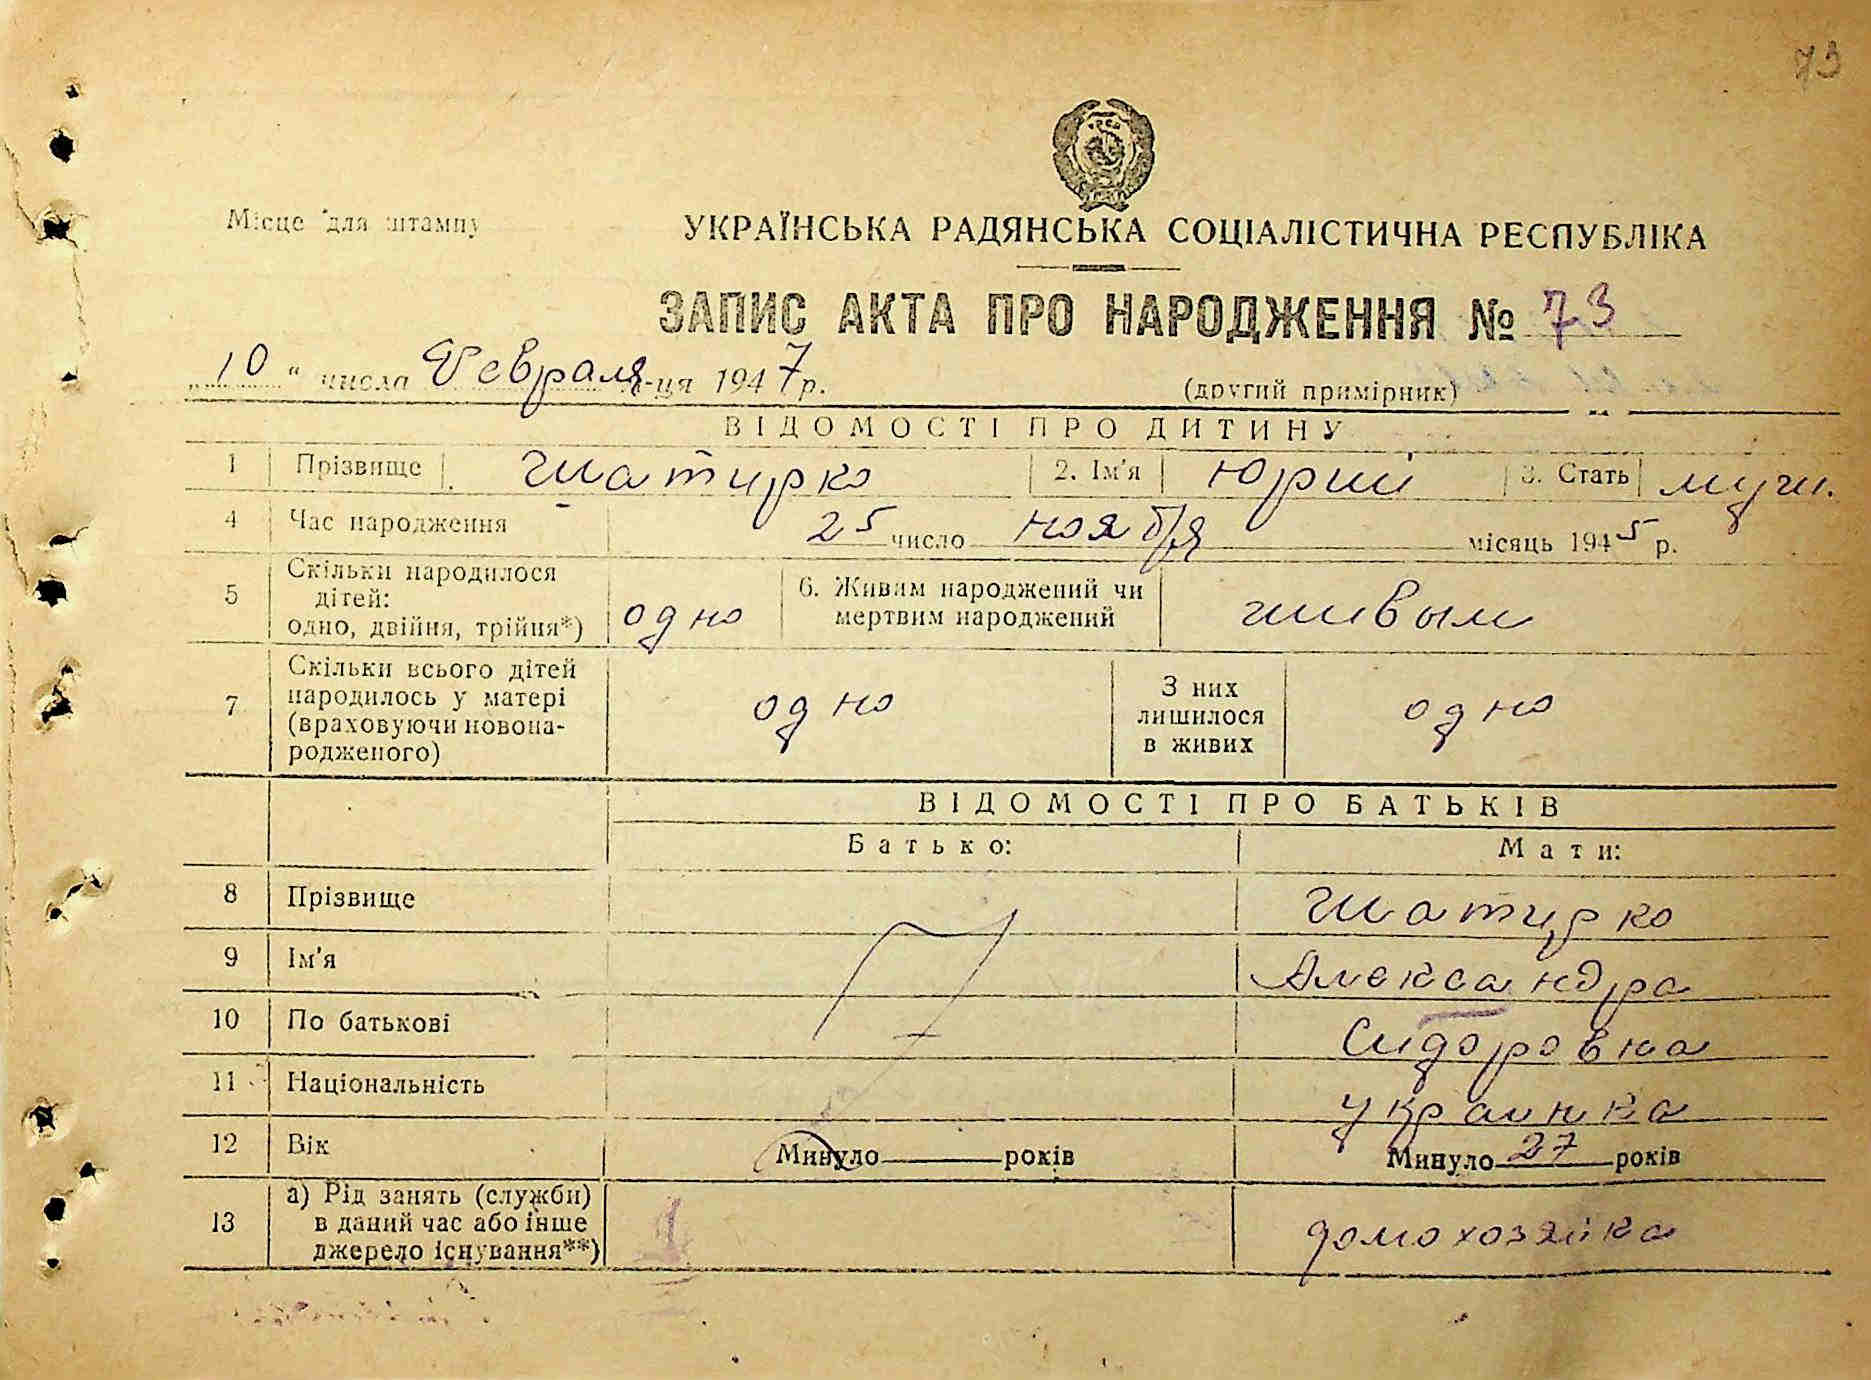 73
УРСР
Місце для штампу
УКРАЇНСЬКА РАДЯНСЬКА СОЦІАЛІСТИЧНА РЕСПУБЛІКА
ЗАПИС АКТА ПРО НАРОДЖЕННЯ № 73
„10“ числа Февраля м-ця 1947 р.
(другий примірник)
ВІДОМОСТІ ПРО ДИТИНУ
1 Прізвище Шатирко 2. Ім'я Юрий 3. Стать муж.
4 Час народження 25 число ноября місяць 1945 р.
5 Скільки народилося дітей: одно, двійня, трійня*) одно 6. Живим народжений чи мертвим народжений живым
7 Скільки всього дітей народилось у матері (враховуючи новонародженого) одно З них лишилося в живих одно
ВІДОМОСТІ ПРО БАТЬКІВ
Батько: Мати:
8 Прізвище Шатирко
9 Ім'я Александра
10 По батькові Сидоровна
11 Національність украинка
12 Вік Минуло років Минуло 27 років
13 а) Рід занять (служби) в даний час або інше джерело існування**) домохозяйка